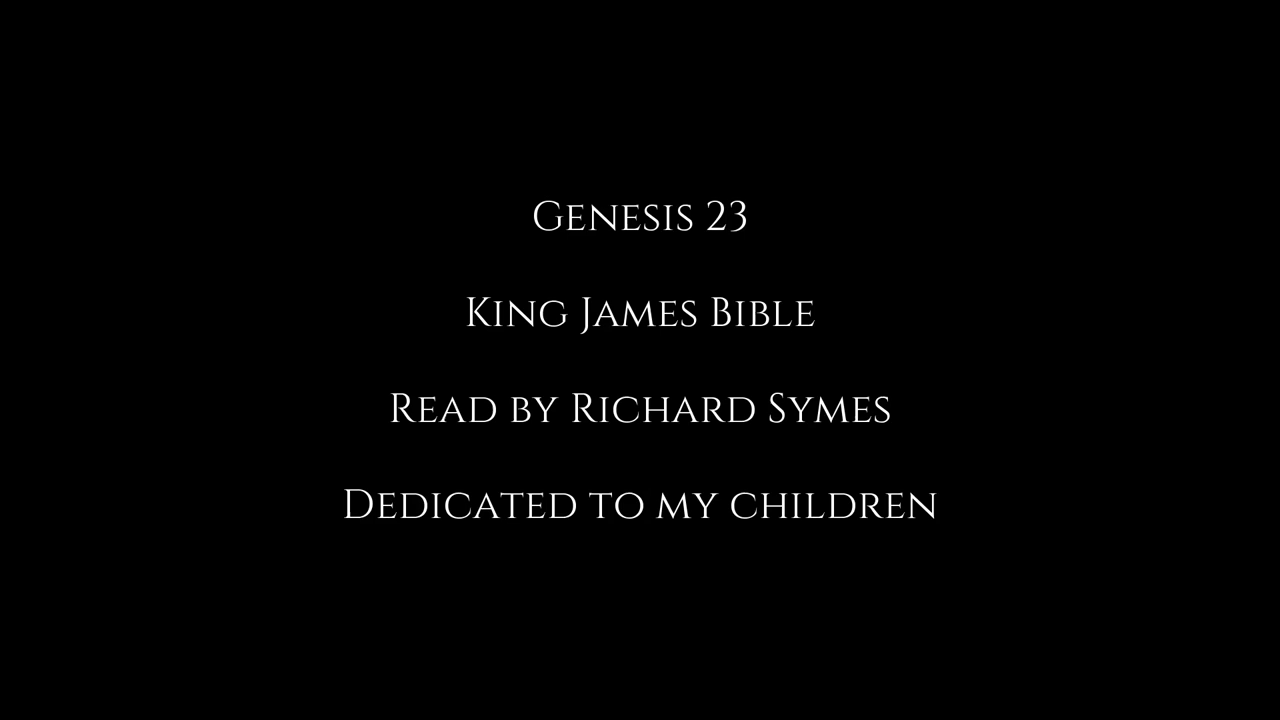 Genesis 23
King James Bible
Read by Richard Symes
Dedicated to my children